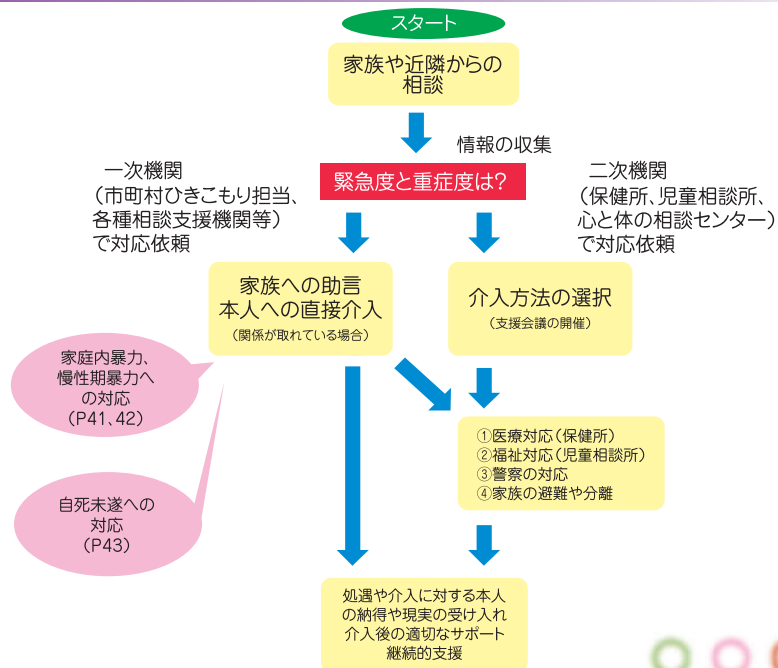 スタート
家族や近隣からの
相談
情報の収集
緊急度と重症度は？
一次機関
（市町村ひきこもり担当、
各種相談支援機関等）
で対応依頼
二次機関
（保健所、児童相談所、
心と体の相談センター）
で対応依頼
家族への助言
本人への直接介入
（関係が取れている場合）
介入方法の選択
（支援会議の開催）
家庭内暴力、
慢性期暴力へ
の対応
（P41、42）
①医療対応（保健所）
②福祉対応（児童相談所）
③警察の対応
④家族の避難や分離
自死未遂への
対応
（P43）
処遇や介入に対する本人
の納得や現実の受け入れ
介入後の適切なサポート
継続的支援